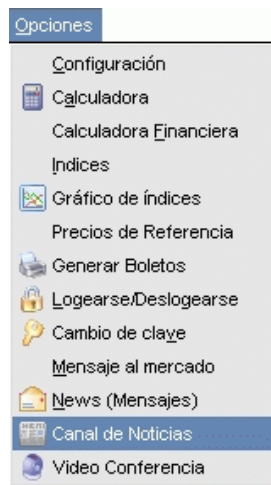 Opciones
Configuración
Calculadora
Calculadora Financiera
Indices
Gráfico de índices
Precios de Referencia
Generar Boletos
Logearse/Deslogearse
Cambio de clave
Mensaje al mercado
News (Mensajes)
Canal de Noticias
Video Conferencia